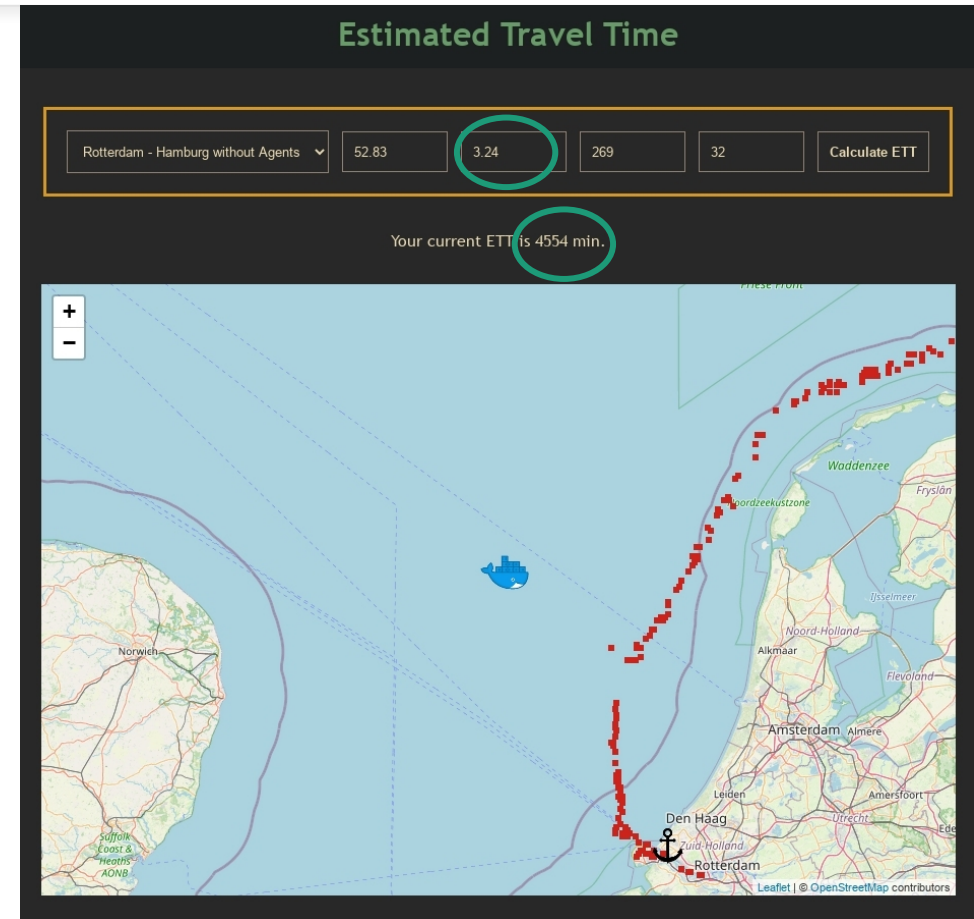 Estimated Travel Time
Rotterdam - Hamburg without Agents 52.83 3.24 269 32 Calculate ETT
Your current ETT is 4554 min.
+
−
Friese Front
Waddenzee
Fryslân
Noordzeekustzone
IJsselmeer
Noord-Holland
Norwich
Alkmaar
Flevoland
Amsterdam Almere
Leiden Amersfoort
Den Haag Utrecht
Ede
Suffolk
Coast &
Heaths
AONB
Zuid-Holland
Rotterdam
Leaflet | © OpenStreetMap contributors